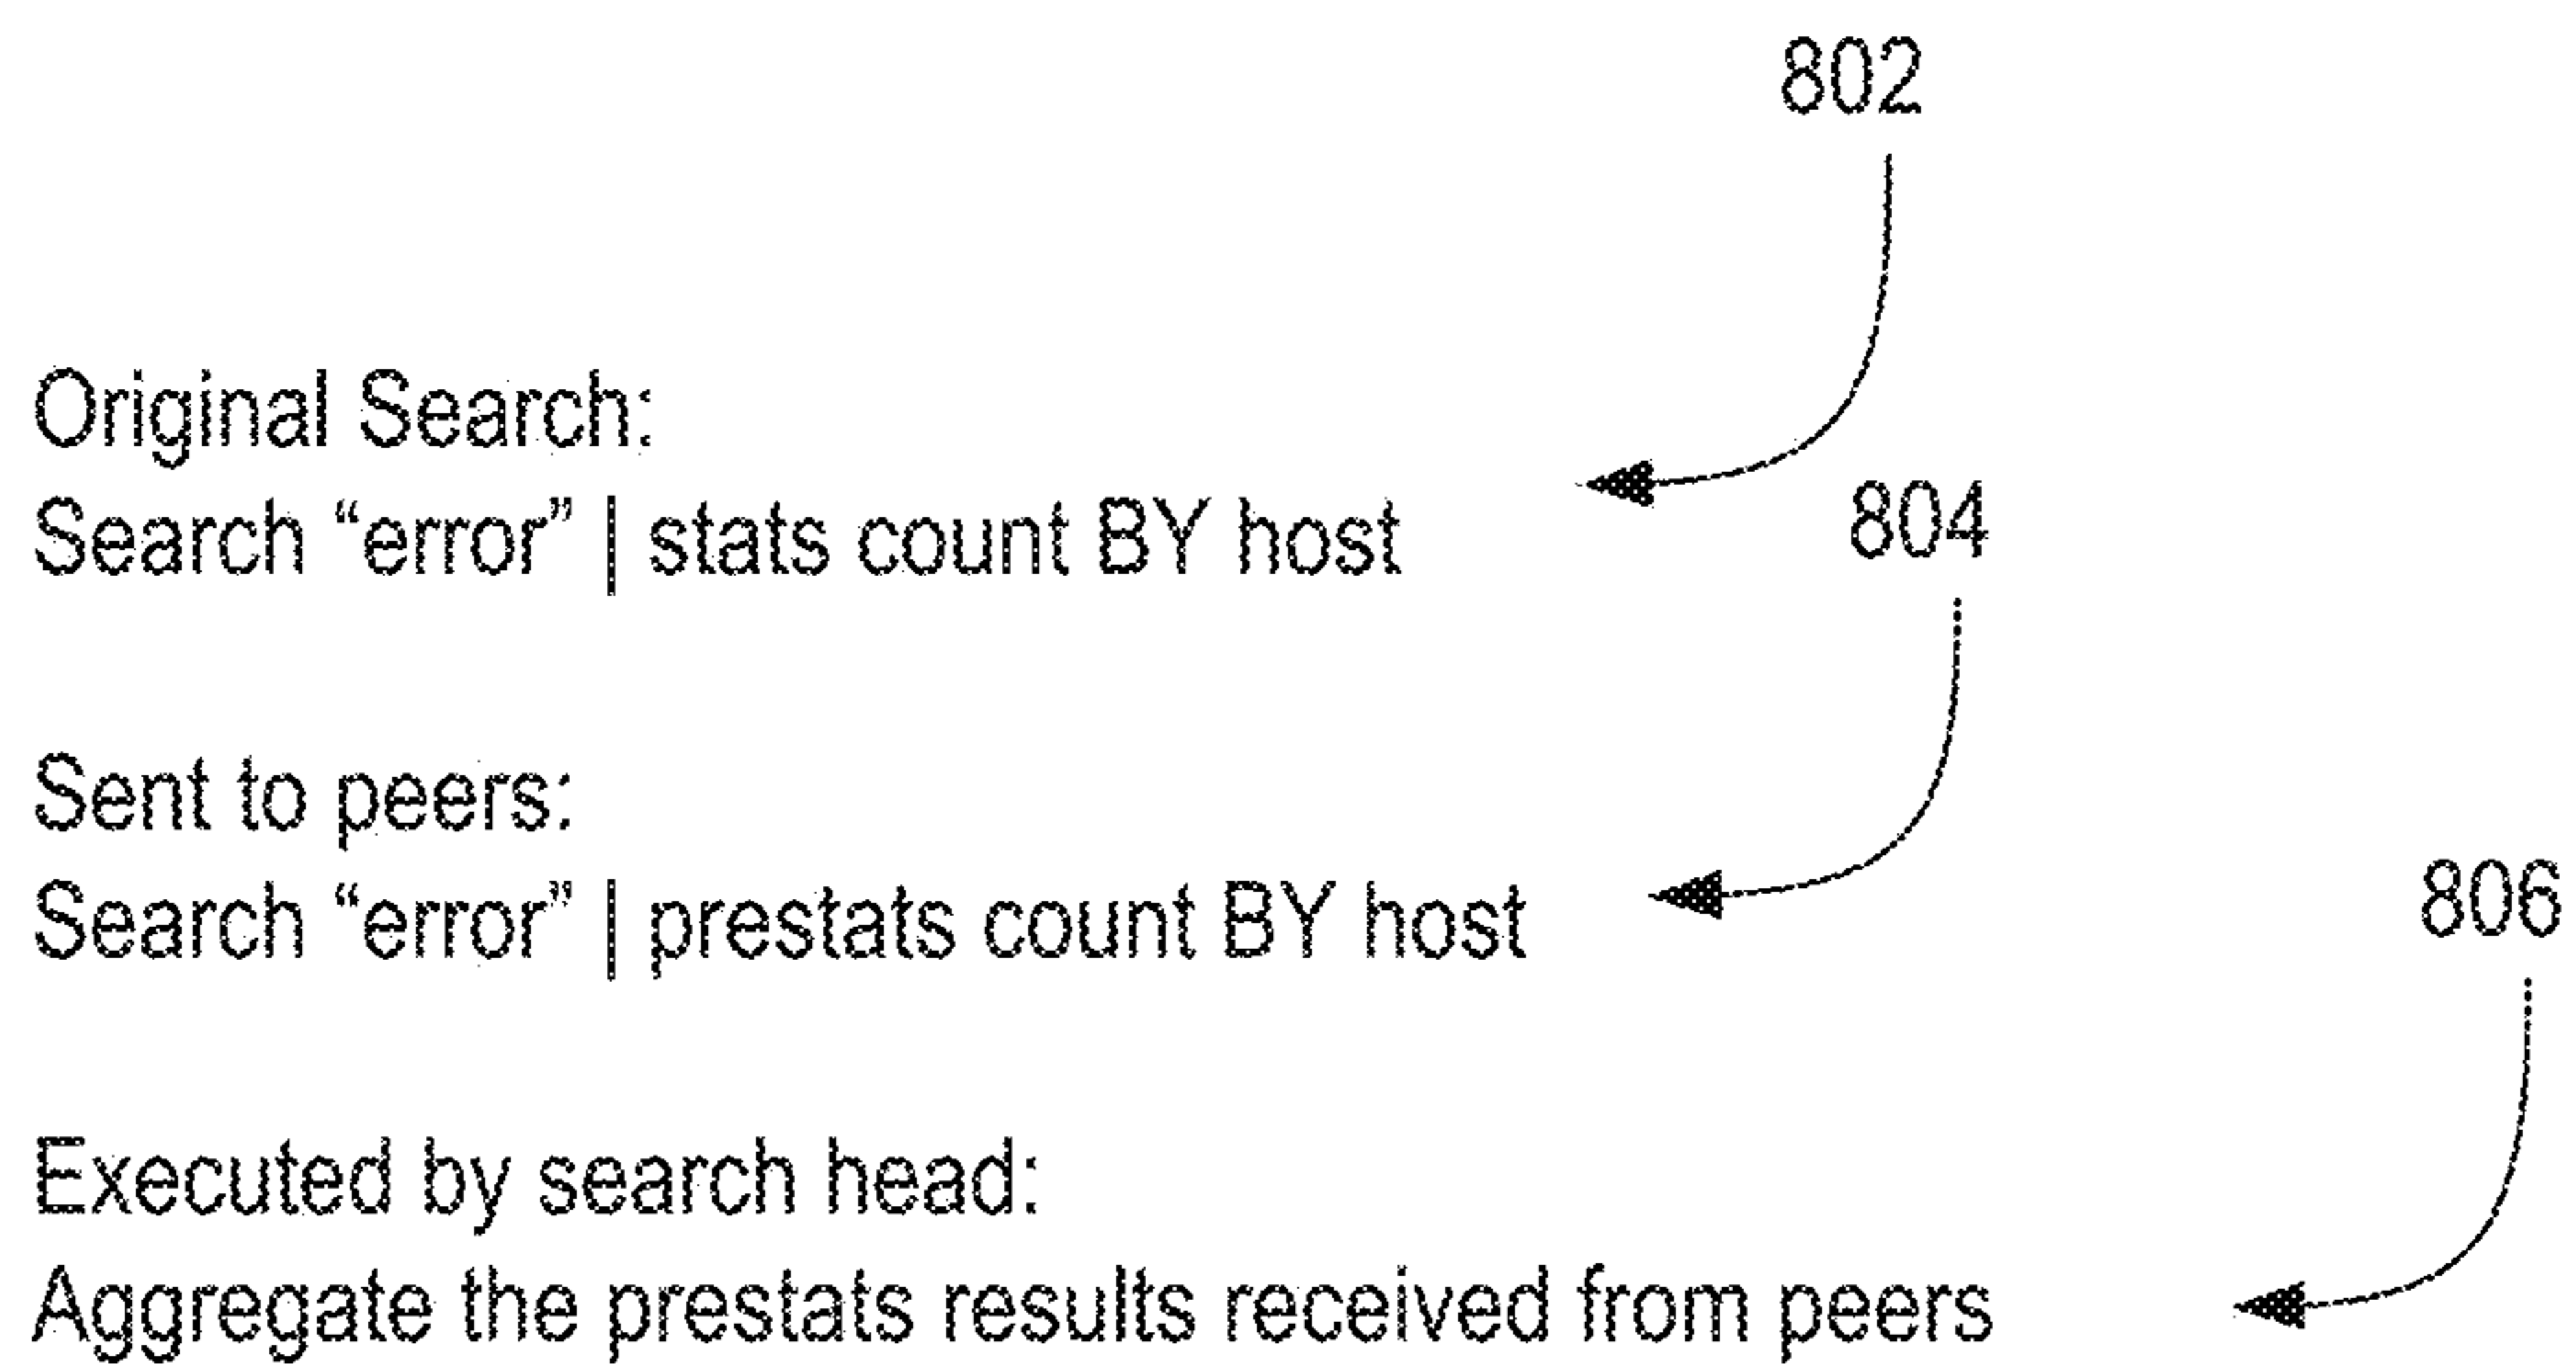 802
Original Search:
Search “error” | stats count BY host
804
Sent to peers:
Search “error” | prestats count BY host
806
Executed by search head:
Aggregate the prestats results received from peers